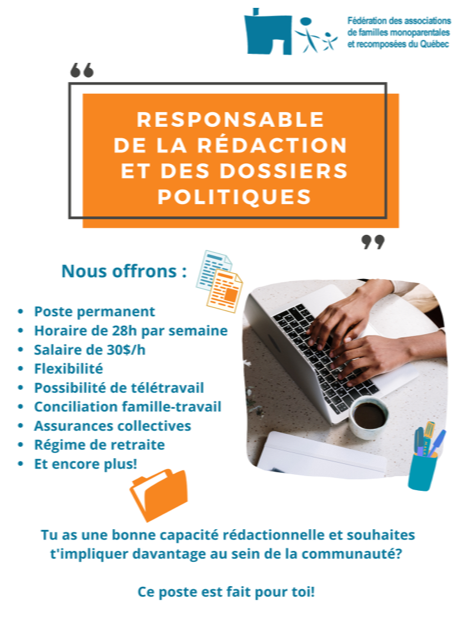 Fédération des associations
de familles monoparentales
et recomposées du Québec
RESPONSABLE
DE LA RÉDACTION
ET DES DOSSIERS
POLITIQUES
Nous offrons :
• Poste permanent
• Horaire de 28h par semaine
• Salaire de 30$/h
• Flexibilité
• Possibilité de télétravail
• Conciliation famille-travail
• Assurances collectives
• Régime de retraite
• Et encore plus!
Tu as une bonne capacité rédactionnelle et souhaites
t'impliquer davantage au sein de la communauté?
Ce poste est fait pour toi!